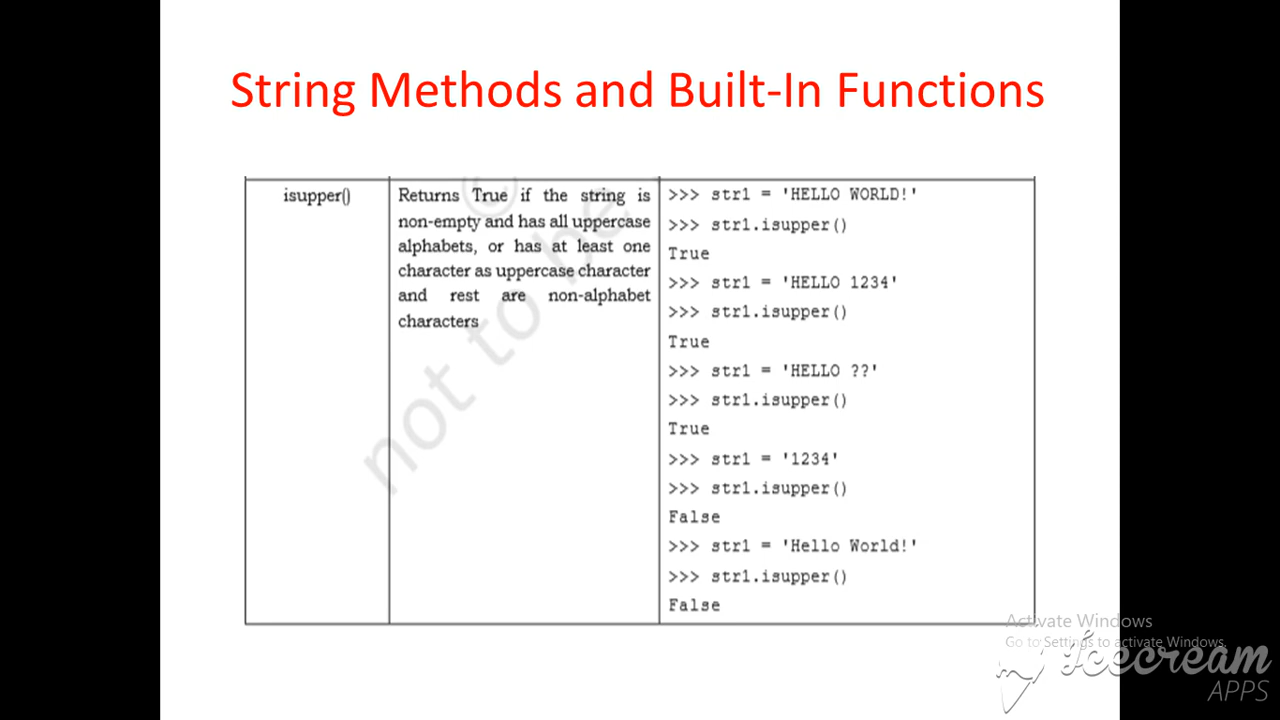 String Methods and Built-In Functions
isupper()
Returns True if the string is
non-empty and has all uppercase
alphabets, or has at least one
character as uppercase character
and rest are non-alphabet
characters
>>> str1 = 'HELLO WORLD!'
>>> str1.isupper()
True
>>> str1 = 'HELLO 1234'
>>> str1.isupper()
True
>>> str1 = 'HELLO ??'
>>> str1.isupper()
True
>>> str1 = '1234'
>>> str1.isupper()
False
>>> str1 = 'Hello World!'
>>> str1.isupper()
False
©
not to be
Activate Windows
Go to Settings to activate Windows.
Icecream
APPS